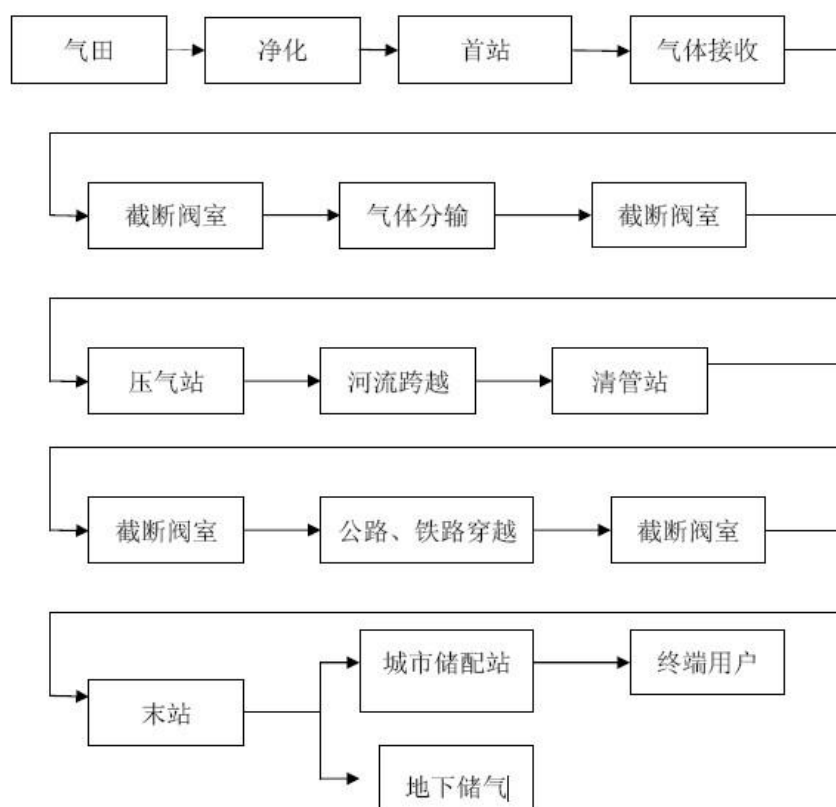 气田
净化
首站
气体接收
截断阀室
气体分输
截断阀室
压气站
河流跨越
清管站
截断阀室
公路、铁路穿越
截断阀室
城市储配站
终端用户
末站
地下储气